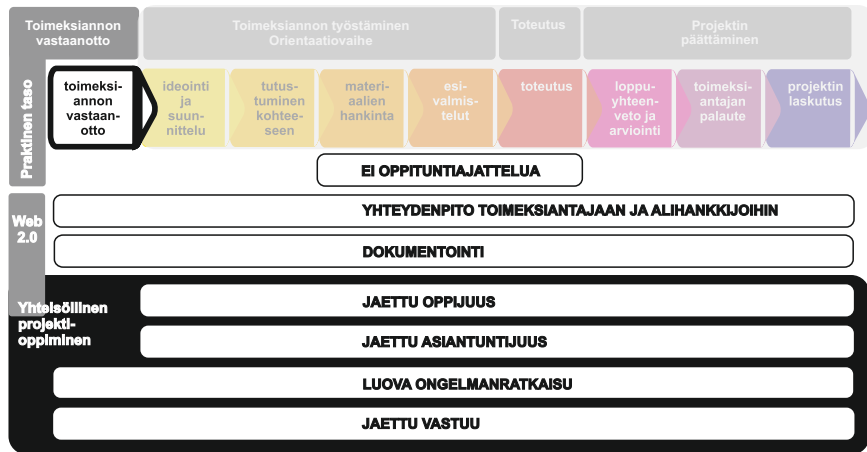 Toimeksiannon
vastaanotto
Toimeksiannon työstäminen
Orientaatiovaihe
Toteutus
Projektin
päättäminen
Praktinen taso
toimeksi-
annon
vastaan-
otto
ideointi
ja
suun-
nittelu
tutus-
tuminen
kohtee-
seen
materi-
aalien
hankinta
esi-
valmis-
telut
toteutus
loppu-
yhteen-
veto ja
arviointi
toimeksi-
antajan
palaute
projektin
laskutus
EI OPPITUNTIAJATTELUA
Web
2.0
YHTEYDENPITO TOIMEKSIANTAJAAN JA ALIHANKKIJOIHIN
DOKUMENTOINTI
Yhteisöllinen
projekti-
oppiminen
JAETTU OPPIJUUS
JAETTU ASIANTUNTIJUUS
LUOVA ONGELMANRATKAISU
JAETTU VASTUU